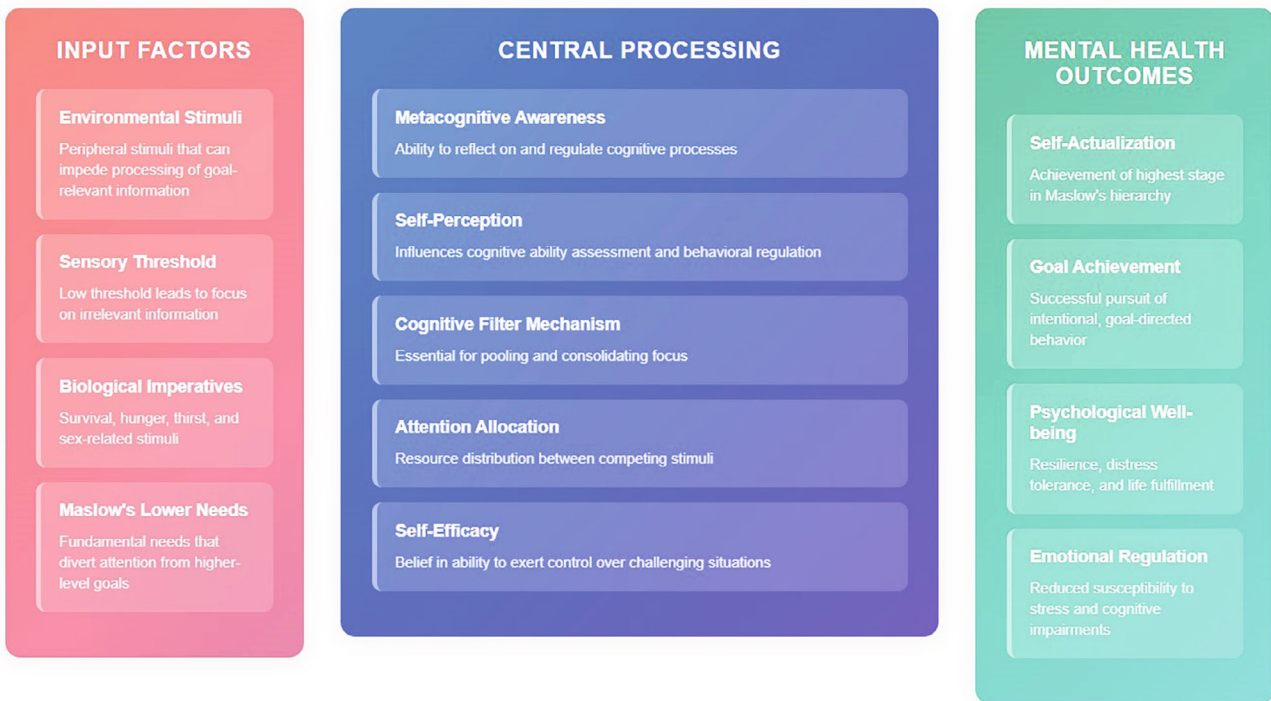 INPUT FACTORS
Environmental Stimuli
Peripheral stimuli that can
impede processing of goal-
relevant information
Sensory Threshold
Low threshold leads to focus
on irrelevant information
Biological Imperatives
Survival, hunger, thirst, and
sex-related stimuli
Maslow's Lower Needs
Fundamental needs that
divert attention from higher-
level goals
CENTRAL PROCESSING
Metacognitive Awareness
Ability to reflect on and regulate cognitive processes
Self-Perception
Influences cognitive ability assessment and behavioral regulation
Cognitive Filter Mechanism
Essential for pooling and consolidating focus
Attention Allocation
Resource distribution between competing stimuli
Self-Efficacy
Belief in ability to exert control over challenging situations
MENTAL HEALTH
OUTCOMES
Self-Actualization
Achievement of highest stage
in Maslow's hierarchy
Goal Achievement
Successful pursuit of
intentional, goal-directed
behavior
Psychological Well-
being
Resilience, distress
tolerance, and life fulfillment
Emotional Regulation
Reduced susceptibility to
stress and cognitive
impairments